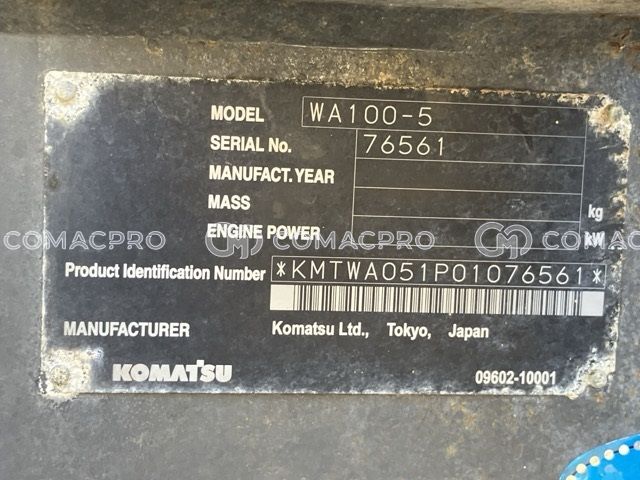 MODEL WA100-5
SERIAL No. 76561
MANUFACT. YEAR
MASS kg
ENGINE POWER kW
COMACPRO COMACPRO COMACPRO
Product Identification Number *KMTWA051P01076561*
MANUFACTURER Komatsu Ltd., Tokyo, Japan
KOMATSU 09602-10001